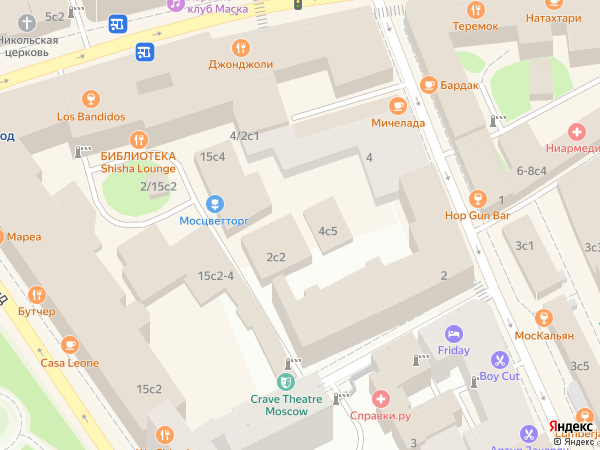 5с2
клуб Маска
Теремок
Натахтари
Никольская
церковь
Джонджоли
Los Bandidos
Бардак
Мичелада
4/2с1
БИБЛИОТЕКА
Shisha Lounge
15с4
4
Ниармеди
6-8с4
2/15с2
1
Мосцветторг
Hop Gun Bar
4с5
Мареа
3с1
2с2
15с2-4
2
Бутчер
МосКальян
Friday
Casa Leone
3с5
Boy Cut
15с2
Crave Theatre
Moscow
Справки.ру
Яндекс
3